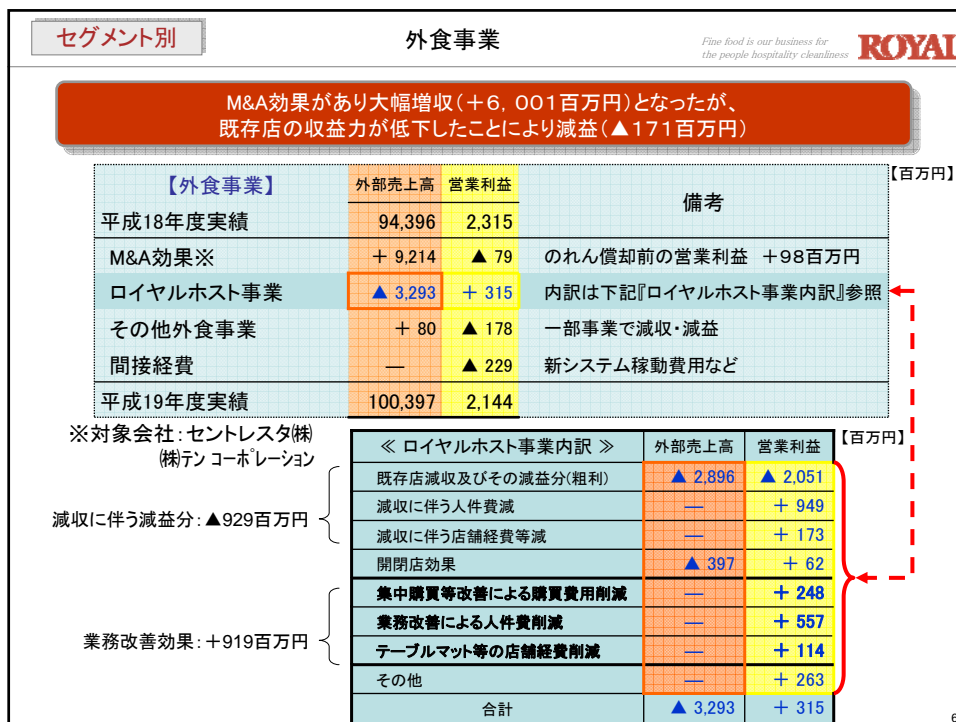 セグメント別
外食事業
Fine food is our business for
the people hospitality cleanliness
ROYAL
M&A効果があり大幅増収(+6,001百万円)となったが、
既存店の収益力が低下したことにより減益(▲171百万円)
【百万円】
【外食事業】 外部売上高 営業利益 備考
平成18年度実績 94,396 2,315
M&A効果※ + 9,214 ▲ 79 のれん償却前の営業利益 +98百万円
ロイヤルホスト事業 ▲ 3,293 + 315 内訳は下記『ロイヤルホスト事業内訳』参照
その他外食事業 + 80 ▲ 178 一部事業で減収・減益
間接経費 ― ▲ 229 新システム稼動費用など
平成19年度実績 100,397 2,144
※対象会社:セントレスタ㈱
㈱テン コーポレーション
【百万円】
≪ ロイヤルホスト事業内訳 ≫ 外部売上高 営業利益
既存店減収及びその減益分(粗利) ▲ 2,896 ▲ 2,051
減収に伴う人件費減 ― + 949
減収に伴う店舗経費等減 ― + 173
減収に伴う減益分:▲929百万円
開閉店効果 ▲ 397 + 62
集中購買等改善による購買費用削減 ― + 248
業務改善による人件費削減 ― + 557
テーブルマット等の店舗経費削減 ― + 114
業務改善効果:+919百万円
その他 ― + 263
合計 ▲ 3,293 + 315
6